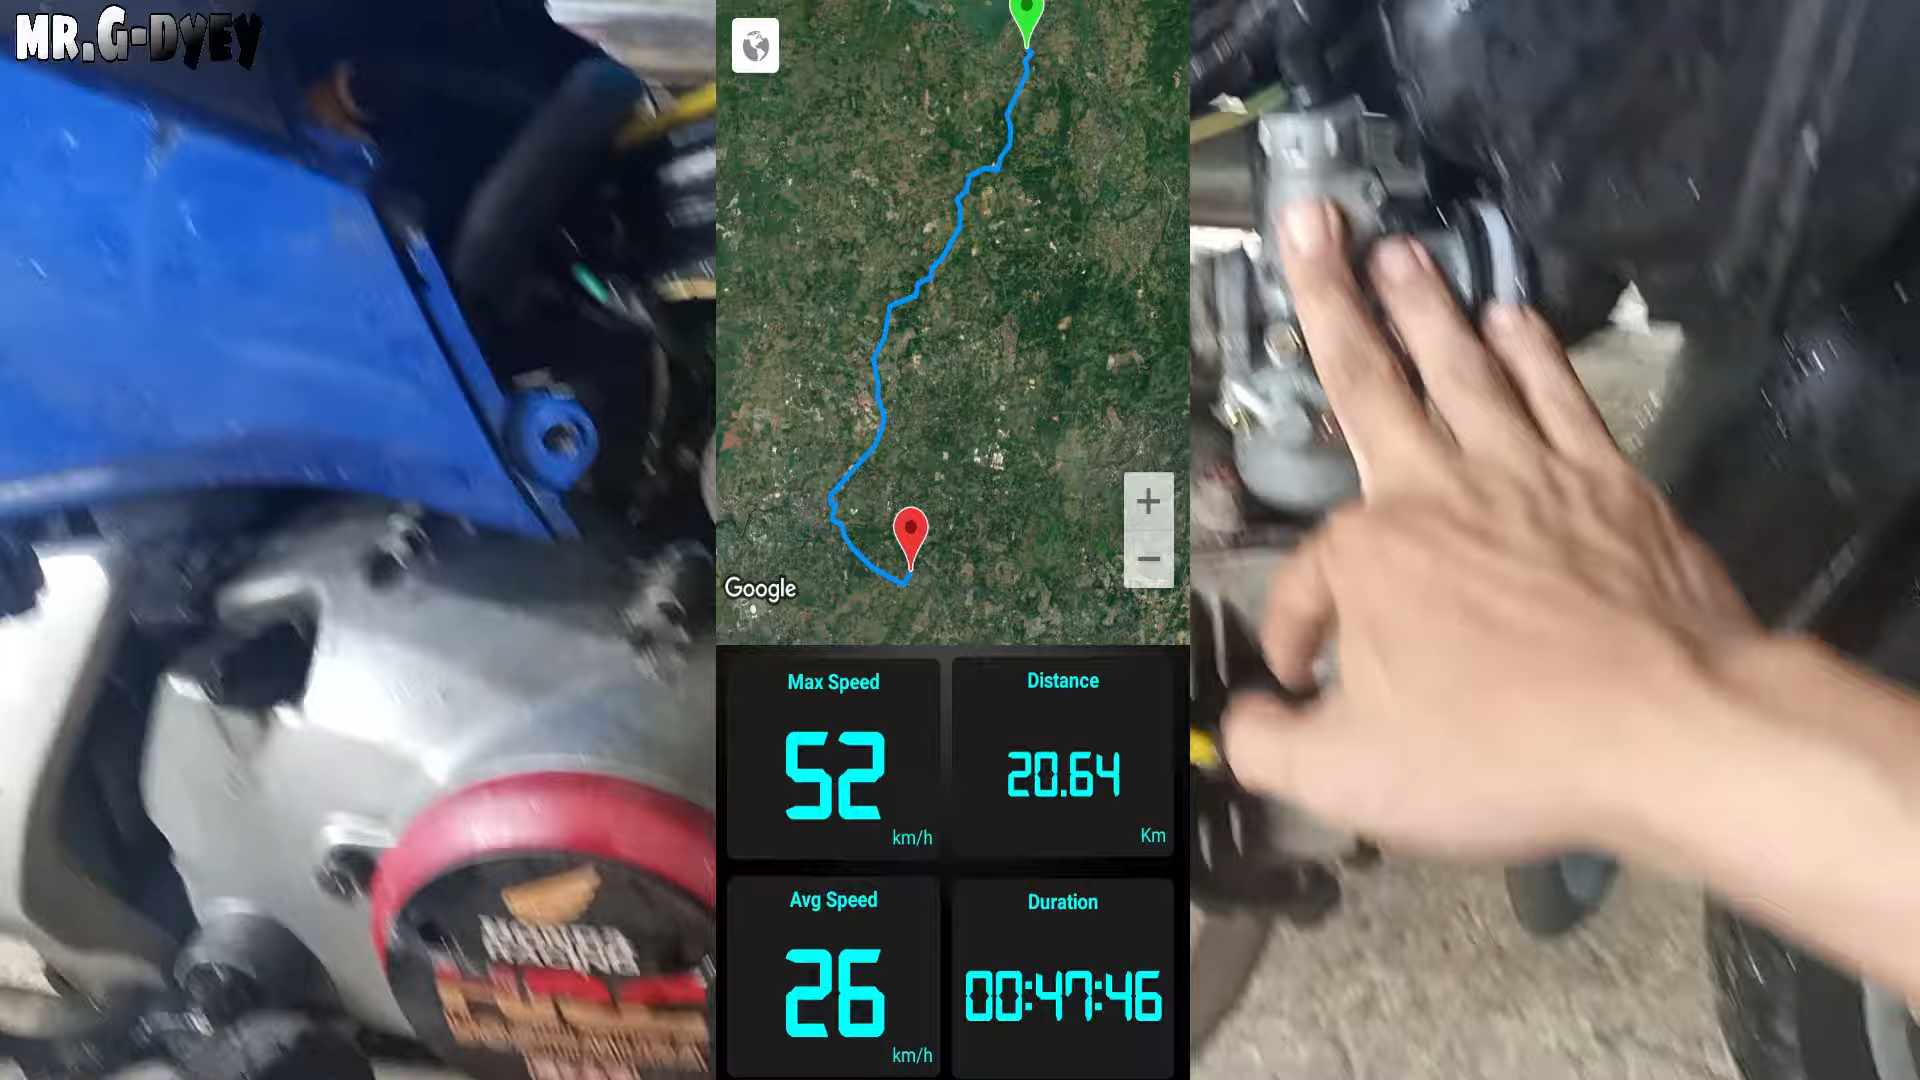 MR.G-DYEY
Google
Max Speed
52
km/h
Distance
20.64
Km
Avg Speed
26
km/h
Duration
00:47:46